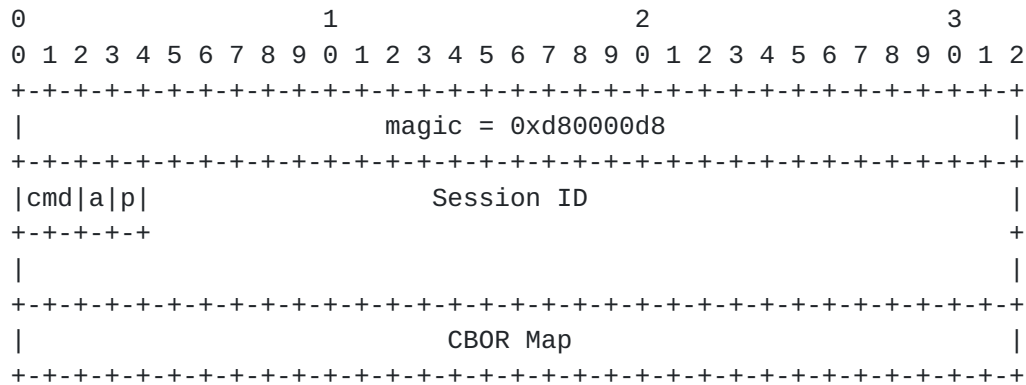 0                   1                   2                   3
0 1 2 3 4 5 6 7 8 9 0 1 2 3 4 5 6 7 8 9 0 1 2 3 4 5 6 7 8 9 0 1 2
+-+-+-+-+-+-+-+-+-+-+-+-+-+-+-+-+-+-+-+-+-+-+-+-+-+-+-+-+-+-+-+-+
|                       magic = 0xd80000d8                      |
+-+-+-+-+-+-+-+-+-+-+-+-+-+-+-+-+-+-+-+-+-+-+-+-+-+-+-+-+-+-+-+-+
|cmd|a|p|                  Session ID                           |
+-+-+-+-+                                                       +
|                                                               |
+-+-+-+-+-+-+-+-+-+-+-+-+-+-+-+-+-+-+-+-+-+-+-+-+-+-+-+-+-+-+-+-+
|                           CBOR Map                            |
+-+-+-+-+-+-+-+-+-+-+-+-+-+-+-+-+-+-+-+-+-+-+-+-+-+-+-+-+-+-+-+-+